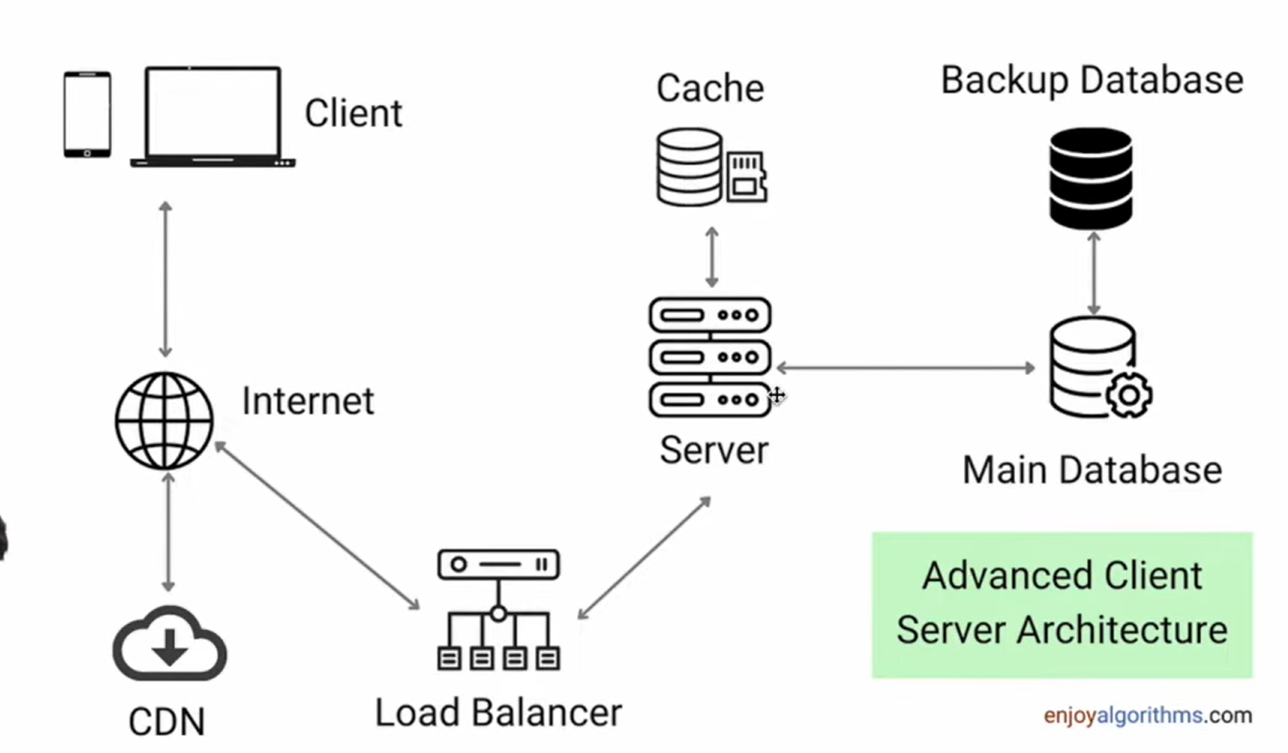 Client
Cache
Backup Database
Internet
Server
Main Database
CDN
Load Balancer
Advanced Client
Server Architecture
enjoyalgorithms.com